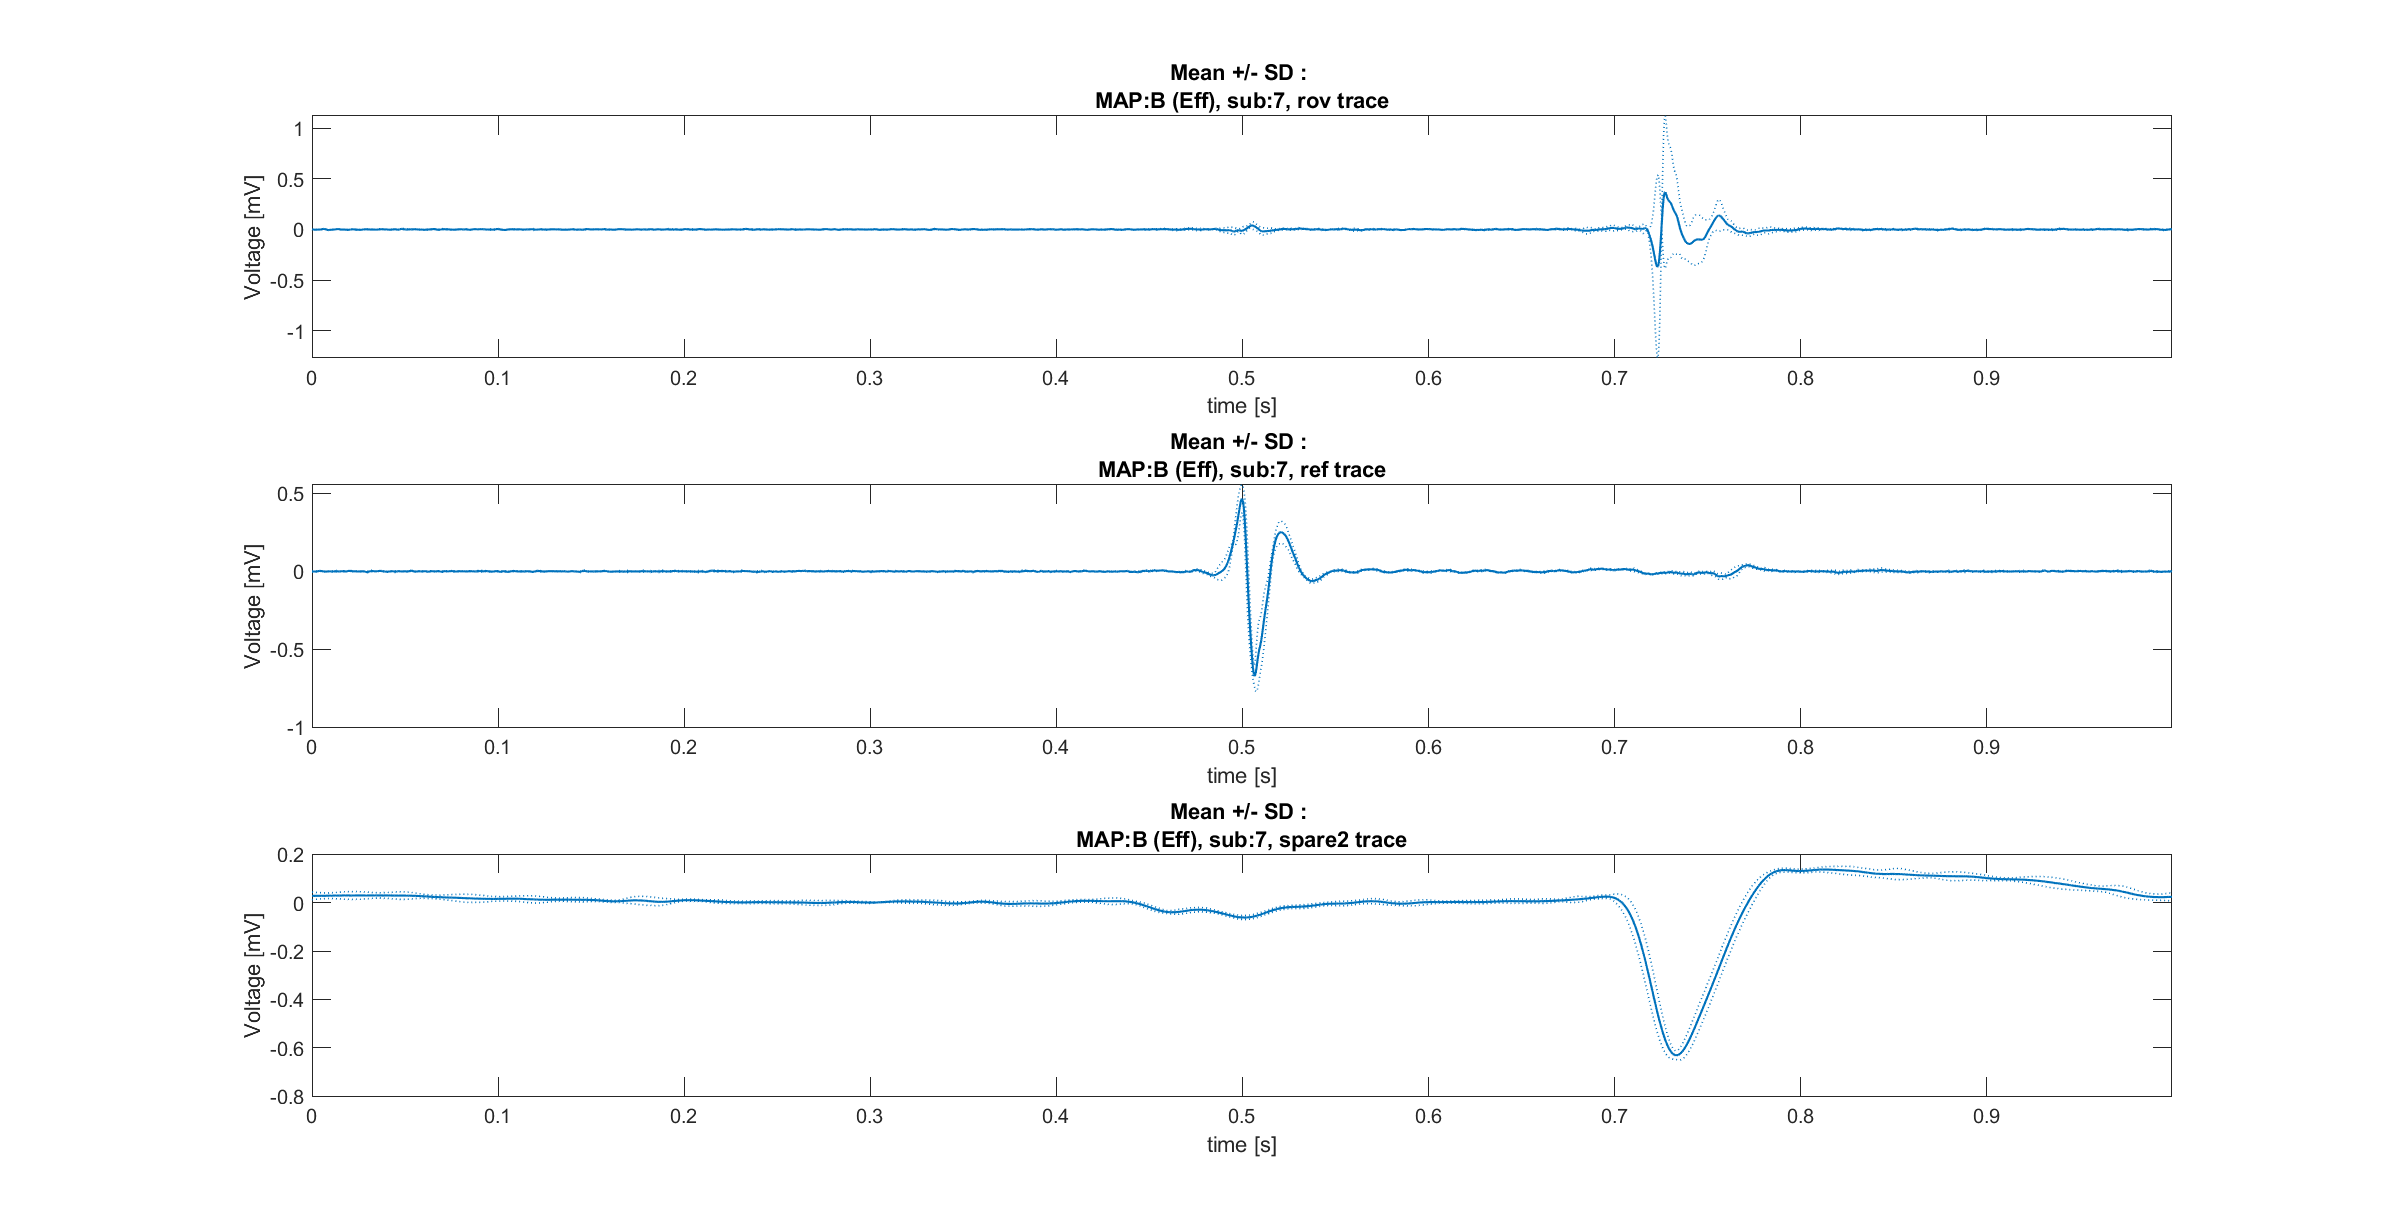 Mean +/- SD :
MAP:B (Eff), sub:7, rov trace
1
0.5
0
-0.5
-1
Voltage [mV]
0 0.1 0.2 0.3 0.4 0.5 0.6 0.7 0.8 0.9
time [s]
Mean +/- SD :
MAP:B (Eff), sub:7, ref trace
0.5
0
-0.5
-1
Voltage [mV]
0 0.1 0.2 0.3 0.4 0.5 0.6 0.7 0.8 0.9
time [s]
Mean +/- SD :
MAP:B (Eff), sub:7, spare2 trace
0.2
0
-0.2
-0.4
-0.6
-0.8
Voltage [mV]
0 0.1 0.2 0.3 0.4 0.5 0.6 0.7 0.8 0.9
time [s]